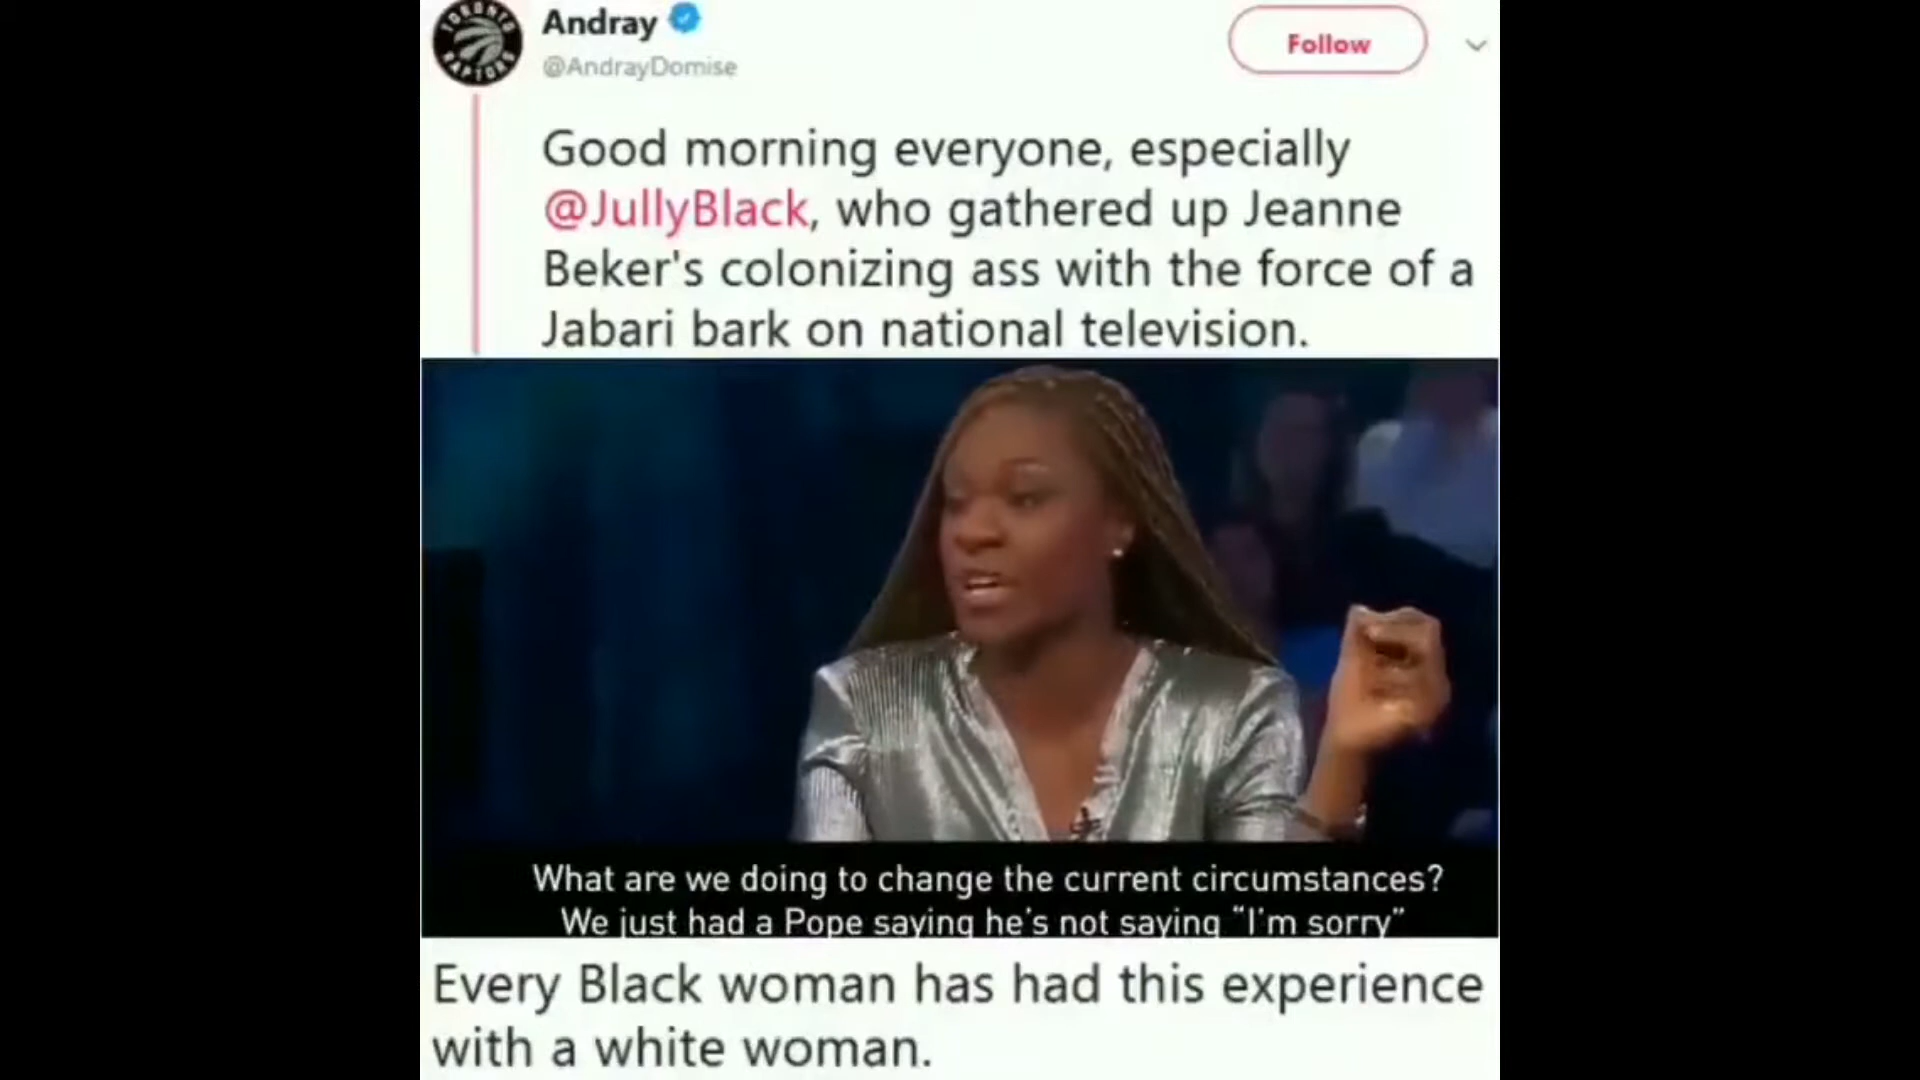 TORONTO
RAPTORS
Andray
@AndrayDomise
Follow
Good morning everyone, especially
@JullyBlack, who gathered up Jeanne
Beker's colonizing ass with the force of a
Jabari bark on national television.
What are we doing to change the current circumstances?
We just had a Pope saying he's not saying “I'm sorry”
Every Black woman has had this experience
with a white woman.